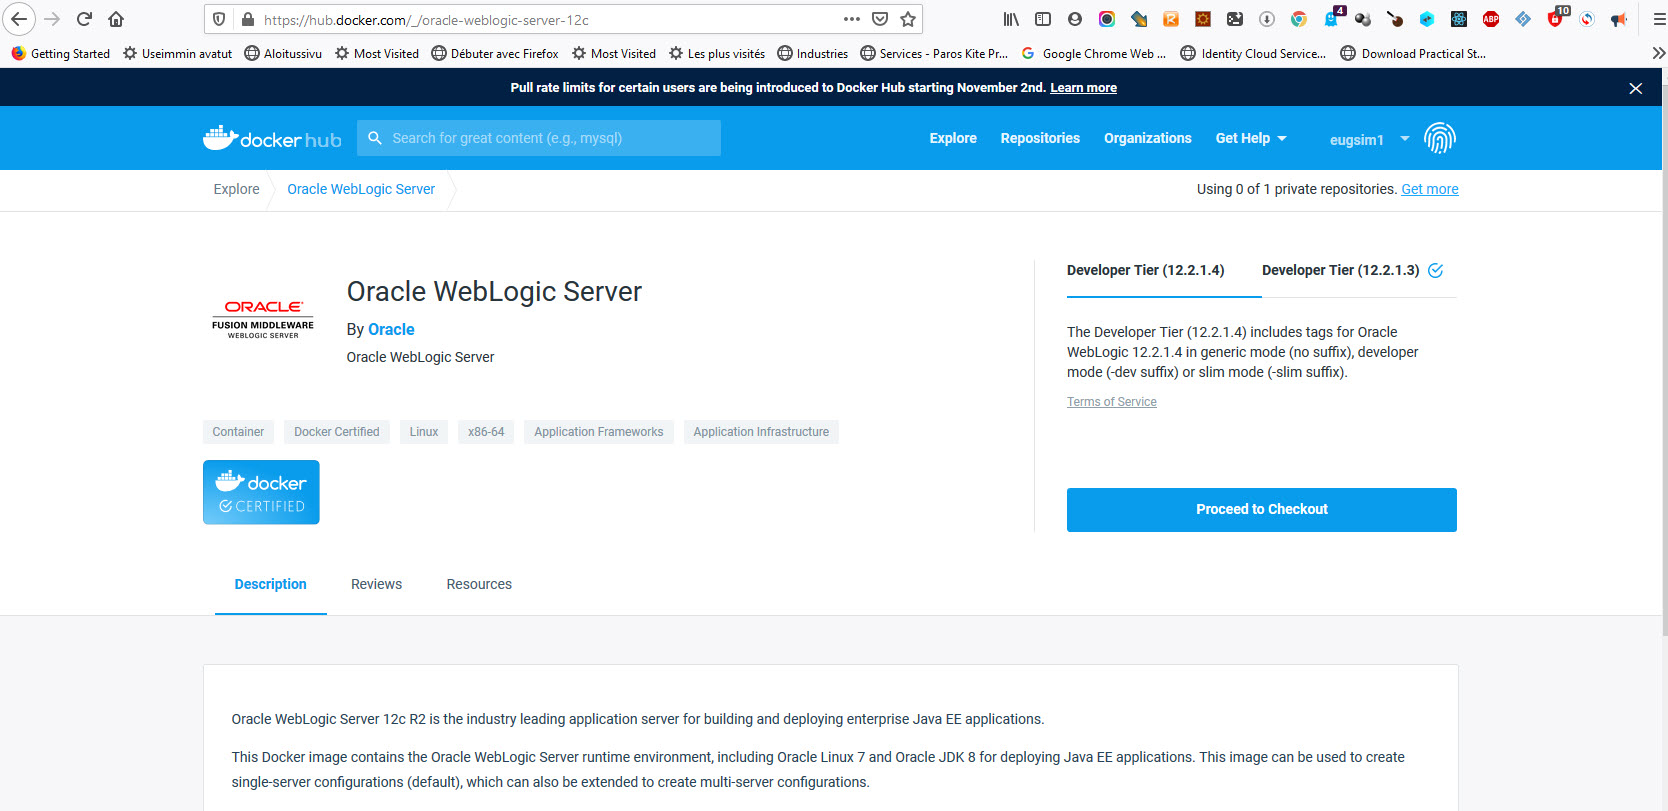 https://hub.docker.com/_/oracle-weblogic-server-12c
4
ABP
10
Getting Started
Useimmin avatut
Aloitussivu
Most Visited
Débuter avec Firefox
Most Visited
Les plus visités
Industries
Services - Paros Kite Pr...
Google Chrome Web ...
Identity Cloud Service...
Download Practical St...
Pull rate limits for certain users are being introduced to Docker Hub starting November 2nd. Learn more
docker hub
Search for great content (e.g., mysql)
Explore
Repositories
Organizations
Get Help
eugsim1
Explore
Oracle WebLogic Server
Using 0 of 1 private repositories. Get more
ORACLE
FUSION MIDDLEWARE
WEBLOGIC SERVER
Oracle WebLogic Server
By Oracle
Oracle WebLogic Server
Container
Docker Certified
Linux
x86-64
Application Frameworks
Application Infrastructure
docker
CERTIFIED
Developer Tier (12.2.1.4)
Developer Tier (12.2.1.3)
The Developer Tier (12.2.1.4) includes tags for Oracle
WebLogic 12.2.1.4 in generic mode (no suffix), developer
mode (-dev suffix) or slim mode (-slim suffix).
Terms of Service
Proceed to Checkout
Description
Reviews
Resources
Oracle WebLogic Server 12c R2 is the industry leading application server for building and deploying enterprise Java EE applications.
This Docker image contains the Oracle WebLogic Server runtime environment, including Oracle Linux 7 and Oracle JDK 8 for deploying Java EE applications. This image can be used to create
single-server configurations (default), which can also be extended to create multi-server configurations.